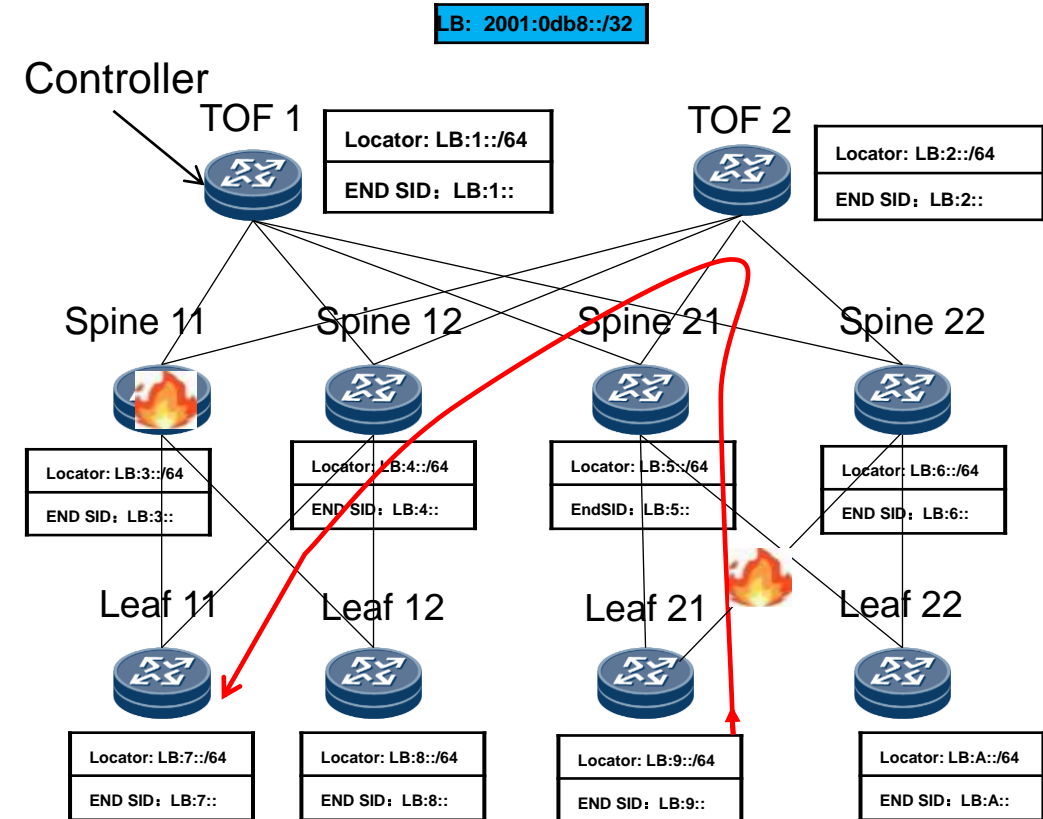 LB: 2001:0db8::/32
Controller
TOF 1
Locator: LB:1::/64
END SID：LB:1::
TOF 2
Locator: LB:2::/64
END SID：LB:2::
Spine 11
Spine 12
Spine 21
Spine 22
Locator: LB:3::/64
END SID：LB:3::
Locator: LB:4::/64
END SID：LB:4::
Locator: LB:5::/64
EndSID：LB:5::
Locator: LB:6::/64
END SID：LB:6::
Leaf 11
Leaf 12
Leaf 21
Leaf 22
Locator: LB:7::/64
END SID：LB:7::
Locator: LB:8::/64
END SID：LB:8::
Locator: LB:9::/64
END SID：LB:9::
Locator: LB:A::/64
END SID：LB:A::